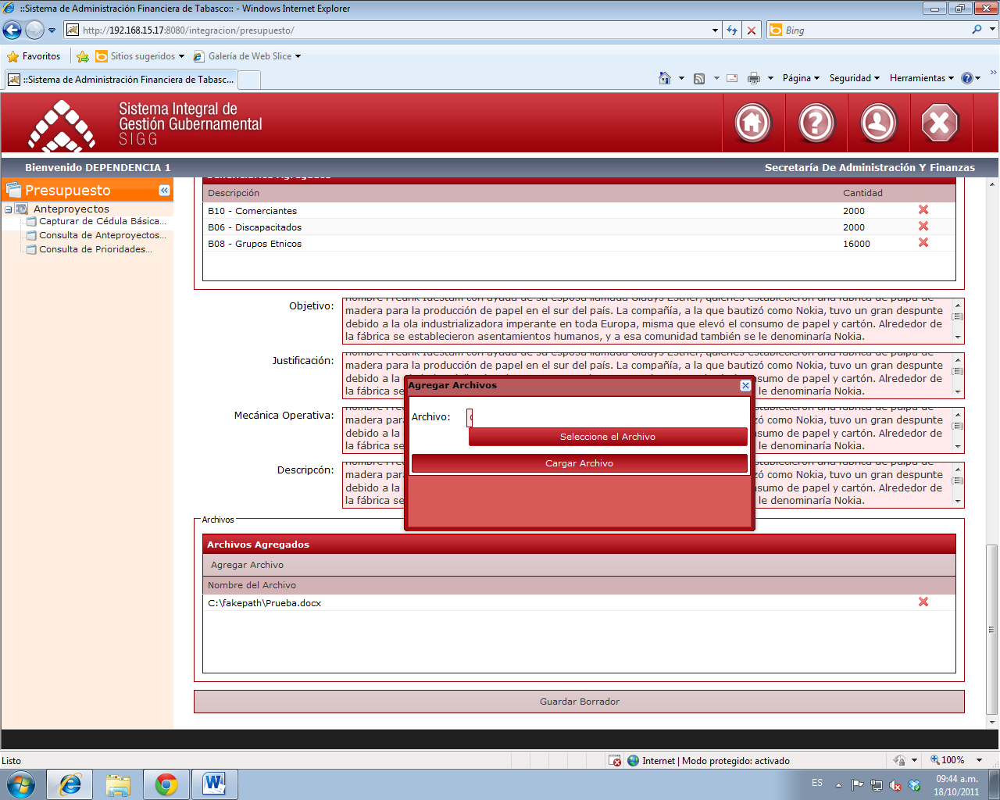 ::Sistema de Administración Financiera de Tabasco:: - Windows Internet Explorer
http://192.168.15.17:8080/integracion/presupuesto/
Bing
Favoritos
Sitios sugeridos
Galería de Web Slice
::Sistema de Administración Financiera de Tabasc...
Página
Seguridad
Herramientas
Sistema Integral de
Gestión Gubernamental
SIGG
Bienvenido DEPENDENCIA 1
Secretaría De Administración Y Finanzas
Presupuesto
Anteproyectos
Capturar de Cédula Básica...
Consulta de Anteproyectos...
Consulta de Prioridades...
Descripción Cantidad
B10 - Comerciantes 2000
B06 - Discapacitados 2000
B08 - Grupos Etnicos 16000
Objetivo:
madera para la producción de papel en el sur del país. La compañía, a la que bautizó como Nokia, tuvo un gran despunte
debido a la ola industrializadora imperante en toda Europa, misma que elevó el consumo de papel y cartón. Alrededor de
la fábrica se establecieron asentamientos humanos, y a esa comunidad también se le denominaría Nokia.
Justificación:
madera para la producción de papel en el sur del país. La compañía, a la que bautizó como Nokia, tuvo un gran despunte
debido a la
sumo de papel y cartón. Alrededor de
la fábrica se
le denominaría Nokia.
Mecánica Operativa:
madera para
zó como Nokia, tuvo un gran despunte
debido a la
sumo de papel y cartón. Alrededor de
la fábrica se
le denominaría Nokia.
Descripcón:
madera para
zó como Nokia, tuvo un gran despunte
debido a la
sumo de papel y cartón. Alrededor de
la fábrica se
le denominaría Nokia.
Agregar Archivos
Archivo:
Seleccione el Archivo
Cargar Archivo
Archivos
Archivos Agregados
Agregar Archivo
Nombre del Archivo
C:\fakepath\Prueba.docx
Guardar Borrador
Listo
Internet | Modo protegido: activado
100%
ES
09:44 a.m.
18/10/2011